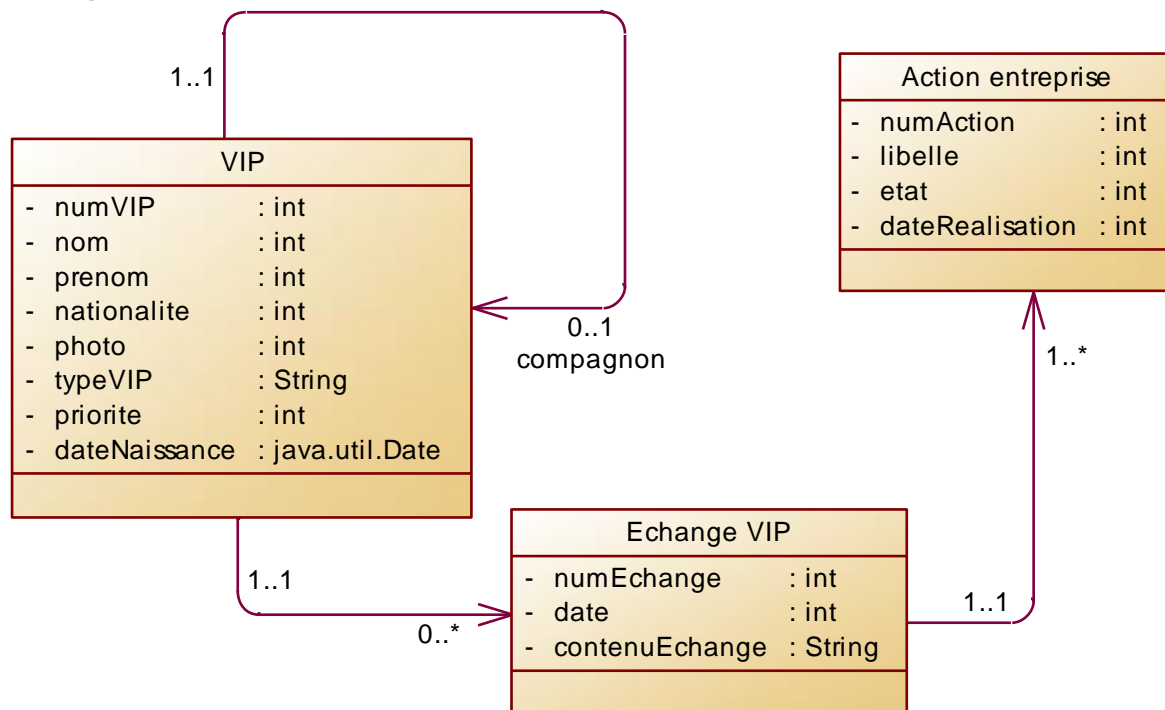 1..1
VIP
- numVIP : int
- nom : int
- prenom : int
- nationalite : int
- photo : int
- typeVIP : String
- priorite : int
- dateNaissance : java.util.Date
0..1
compagnon
Action entreprise
- numAction : int
- libelle : int
- etat : int
- dateRealisation : int
1..*
1..1
0..*
Echange VIP
- numEchange : int
- date : int
- contenuEchange : String
1..1